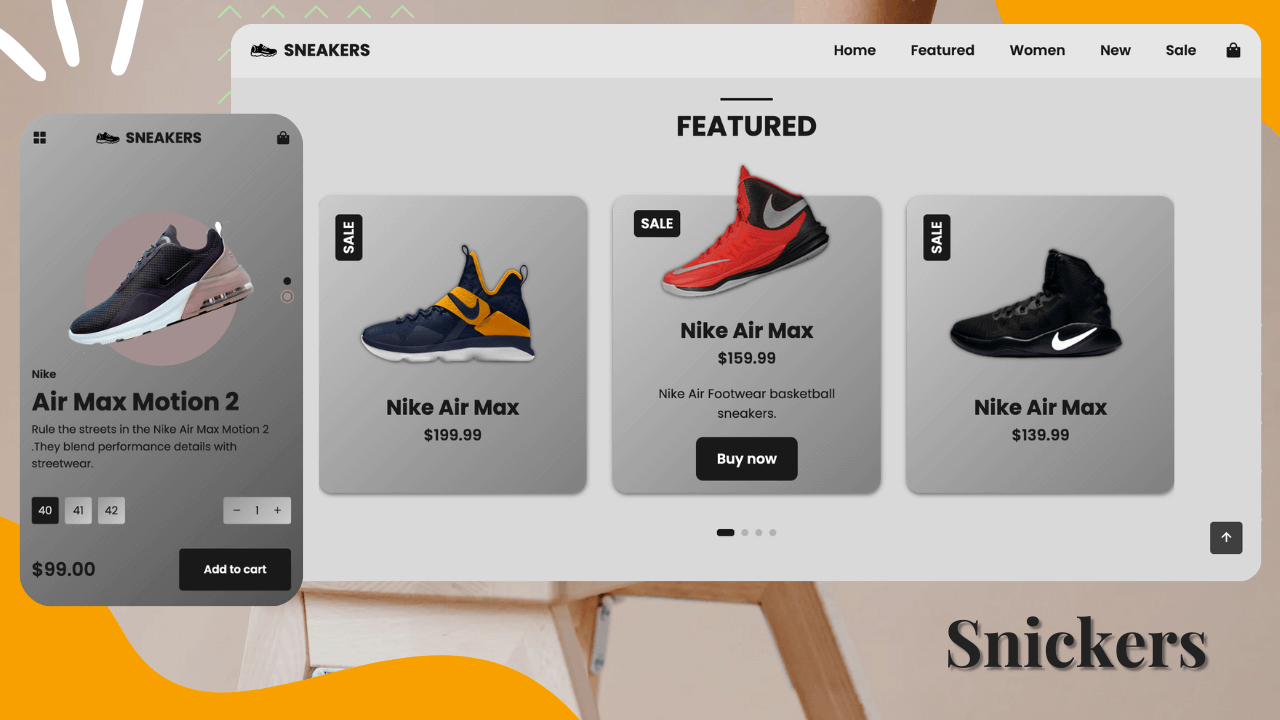 SNEAKERS
Home Featured Women New Sale
FEATURED
SALE
Nike Air Max
$199.99
SALE
Nike Air Max
$159.99
Nike Air Footwear basketball
sneakers.
Buy now
SALE
Nike Air Max
$139.99
SNEAKERS
Nike
Air Max Motion 2
Rule the streets in the Nike Air Max Motion 2
.They blend performance details with
streetwear.
40 41 42
− 1 +
$99.00
Add to cart
Snickers